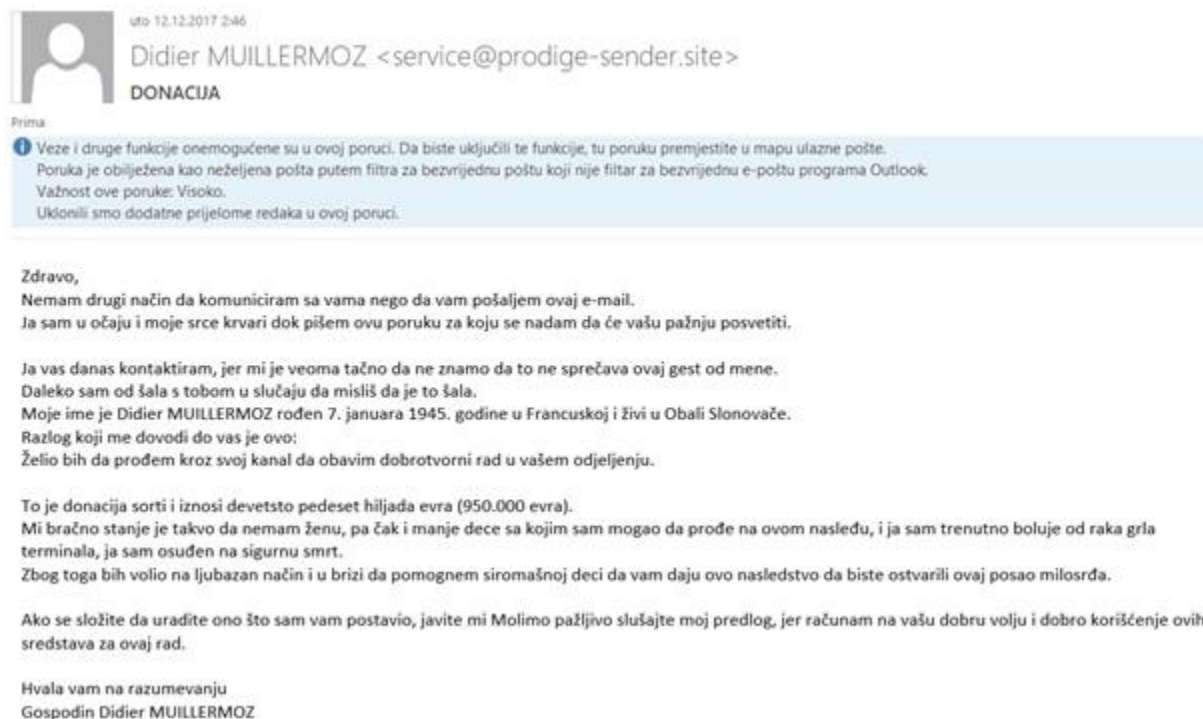 uto 12.12.2017 2:46
Didier MUILLERMOZ <service@prodige-sender.site>
DONACIJA
Prima
Veze i druge funkcije onemogućene su u ovoj poruci. Da biste uključili te funkcije, tu poruku premjestite u mapu ulazne pošte.
Poruka je obilježena kao neželjena pošta putem filtra za bezvrijednu poštu koji nije filtar za bezvrijednu e-poštu programa Outlook.
Važnost ove poruke: Visoko.
Uklonili smo dodatne prijelome redaka u ovoj poruci.
Zdravo,
Nemam drugi način da komuniciram sa vama nego da vam pošaljem ovaj e-mail.
Ja sam u očaju i moje srce krvari dok pišem ovu poruku za koju se nadam da će vašu pažnju posvetiti.
Ja vas danas kontaktiram, jer mi je veoma tačno da ne znamo da to ne sprečava ovaj gest od mene.
Daleko sam od šala s tobom u slučaju da misliš da je to šala.
Moje ime je Didier MUILLERMOZ rođen 7. januara 1945. godine u Francuskoj i živi u Obali Slonovače.
Razlog koji me dovodi do vas je ovo:
Želio bih da prođem kroz svoj kanal da obavim dobrotvorni rad u vašem odjeljenju.
To je donacija sorti i iznosi devetsto pedeset hiljada evra (950.000 evra).
Mi bračno stanje je takvo da nemam ženu, pa čak i manje dece sa kojim sam mogao da prođe na ovom nasleđu, i ja sam trenutno boluje od raka grla
terminala, ja sam osuđen na sigurnu smrt.
Zbog toga bih volio na ljubazan način i u brizi da pomognem siromašnoj deci da vam daju ovo nasledstvo da biste ostvarili ovaj posao milosrđa.
Ako se složite da uradite ono što sam vam postavio, javite mi Molimo pažljivo slušajte moj predlog, jer računam na vašu dobru volju i dobro korišćenje ovih
sredstava za ovaj rad.
Hvala vam na razumevanju
Gospodin Didier MUILLERMOZ